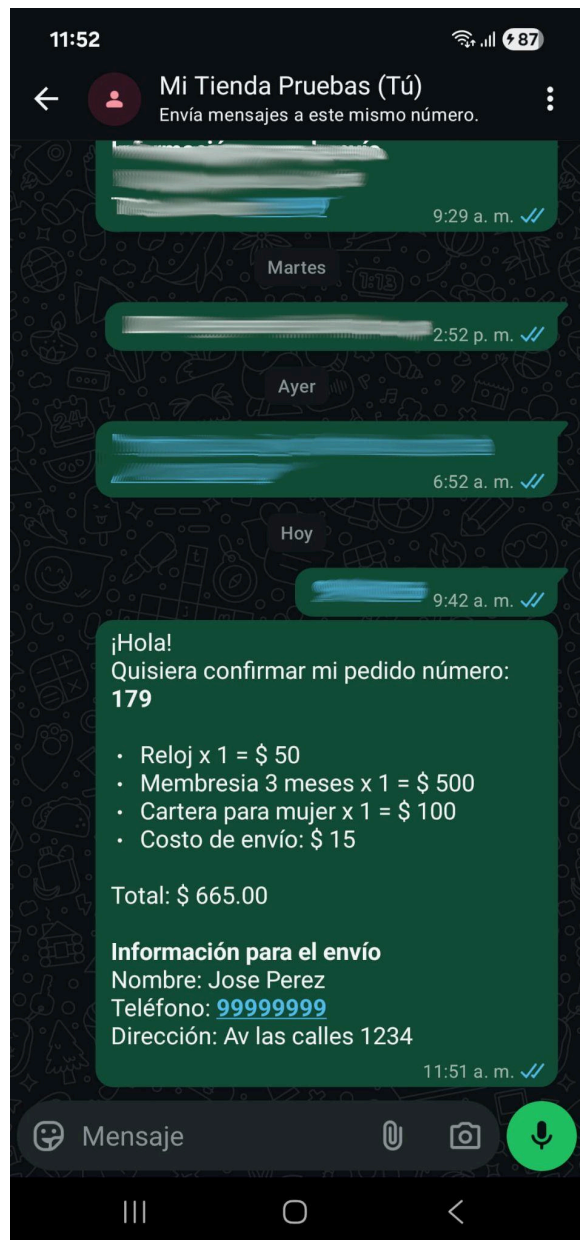 11:52
87
Mi Tienda Pruebas (Tú)
Envía mensajes a este mismo número.
9:29 a. m.
Martes
2:52 p. m.
Ayer
6:52 a. m.
Hoy
9:42 a. m.
¡Hola!
Quisiera confirmar mi pedido número:
179
• Reloj x 1 = $ 50
• Membresia 3 meses x 1 = $ 500
• Cartera para mujer x 1 = $ 100
• Costo de envío: $ 15
Total: $ 665.00
Información para el envío
Nombre: Jose Perez
Teléfono: 99999999
Dirección: Av las calles 1234
11:51 a. m.
Mensaje